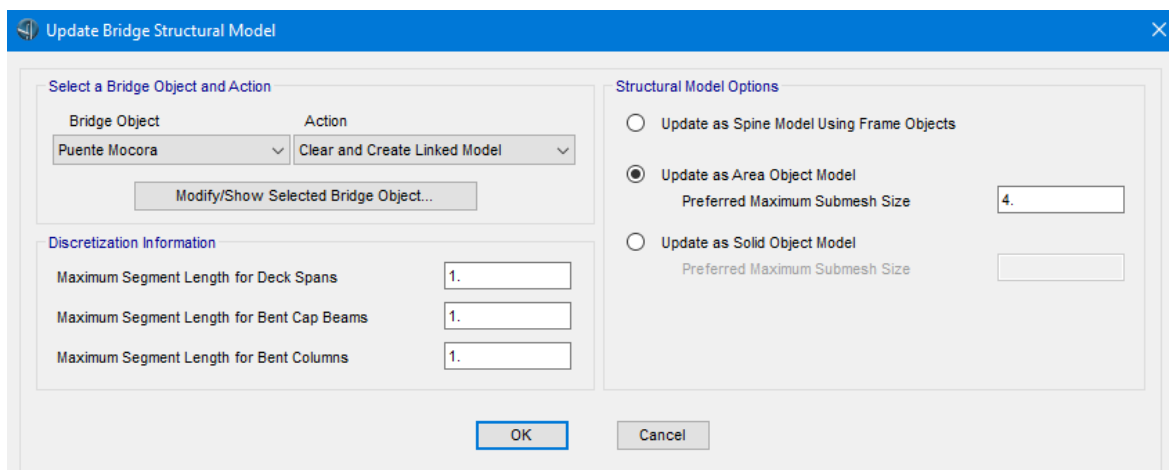 Update Bridge Structural Model
Select a Bridge Object and Action
Bridge Object Action
Puente Mocora Clear and Create Linked Model
Modify/Show Selected Bridge Object...
Discretization Information
Maximum Segment Length for Deck Spans 1.
Maximum Segment Length for Bent Cap Beams 1.
Maximum Segment Length for Bent Columns 1.
Structural Model Options
Update as Spine Model Using Frame Objects
Update as Area Object Model
Preferred Maximum Submesh Size 4.
Update as Solid Object Model
Preferred Maximum Submesh Size
OK Cancel